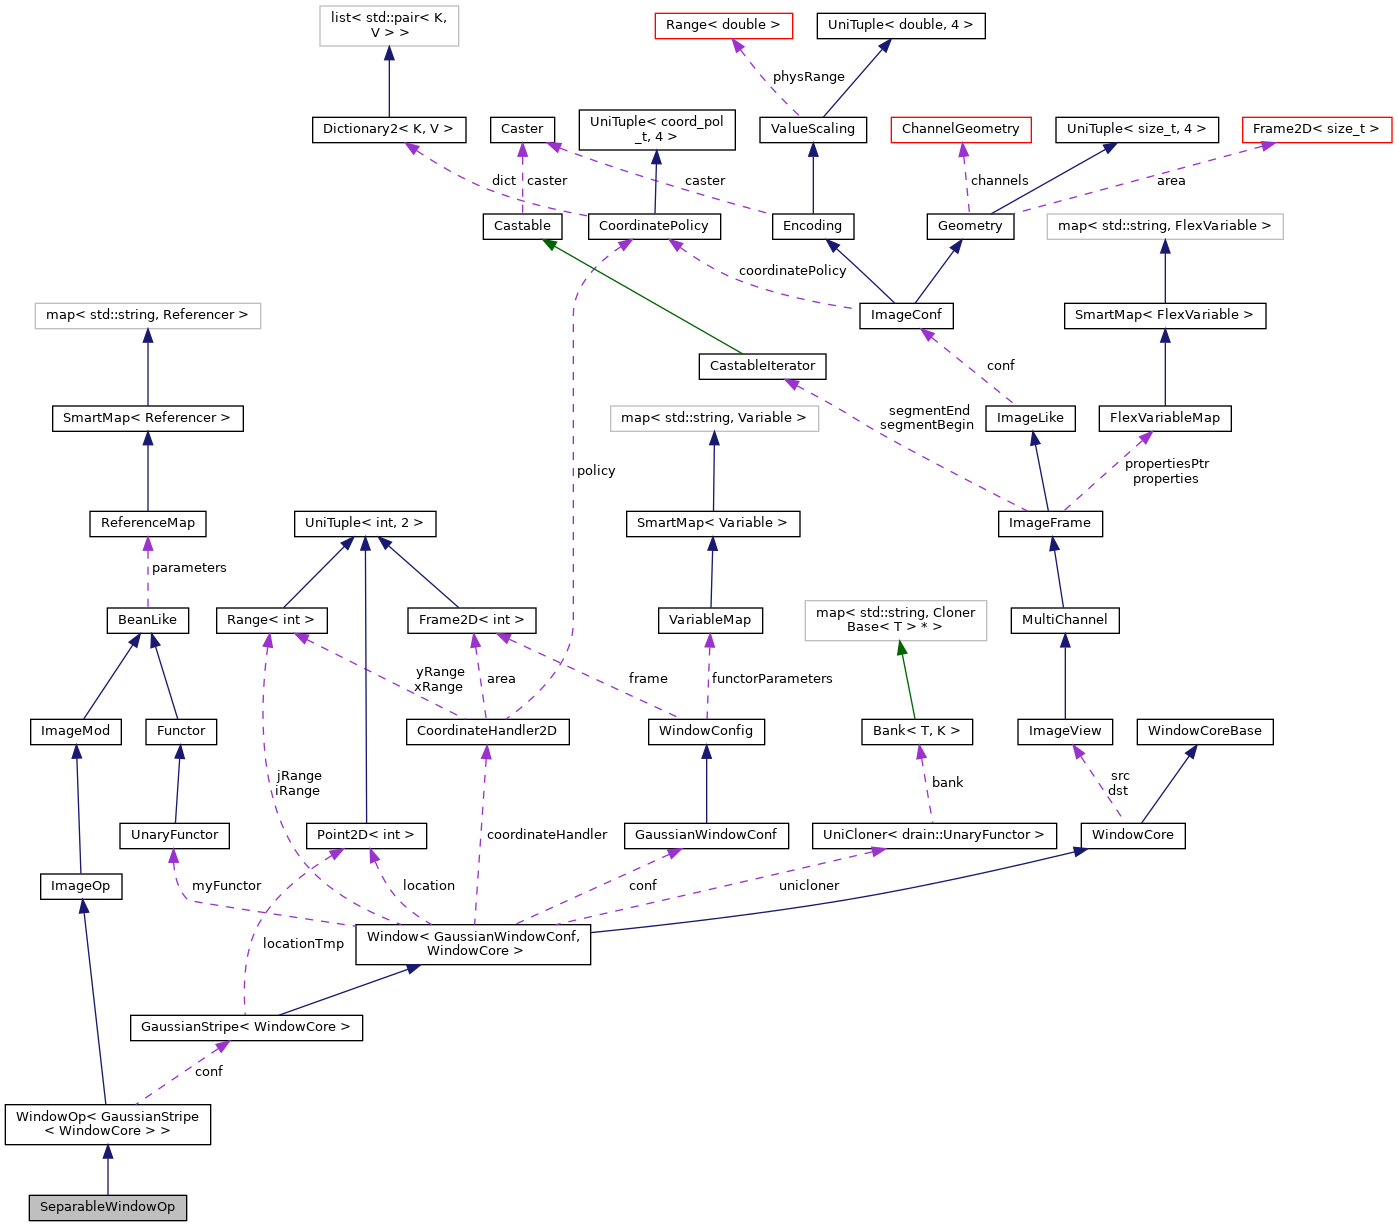 list< std::pair< K,
V > >
Range< double >
UniTuple< double, 4 >
physRange
Dictionary2< K, V >
Caster
UniTuple< coord_pol
_t, 4 >
ValueScaling
ChannelGeometry
UniTuple< size_t, 4 >
Frame2D< size_t >
dict
caster
caster
channels
area
Castable
CoordinatePolicy
Encoding
Geometry
map< std::string, FlexVariable >
coordinatePolicy
map< std::string, Referencer >
ImageConf
SmartMap< FlexVariable >
CastableIterator
conf
SmartMap< Referencer >
map< std::string, Variable >
segmentEnd
segmentBegin
ImageLike
FlexVariableMap
policy
propertiesPtr
properties
ReferenceMap
UniTuple< int, 2 >
SmartMap< Variable >
ImageFrame
parameters
BeanLike
Range< int >
Frame2D< int >
VariableMap
map< std::string, Cloner
Base< T > * >
MultiChannel
yRange
xRange
area
frame
functorParameters
ImageMod
Functor
CoordinateHandler2D
WindowConfig
Bank< T, K >
ImageView
WindowCoreBase
jRange
iRange
bank
src
dst
UnaryFunctor
Point2D< int >
coordinateHandler
GaussianWindowConf
UniCloner< drain::UnaryFunctor >
WindowCore
ImageOp
myFunctor
location
conf
unicloner
locationTmp
Window< GaussianWindowConf,
WindowCore >
GaussianStripe< WindowCore >
conf
WindowOp< GaussianStripe
< WindowCore > >
SeparableWindowOp